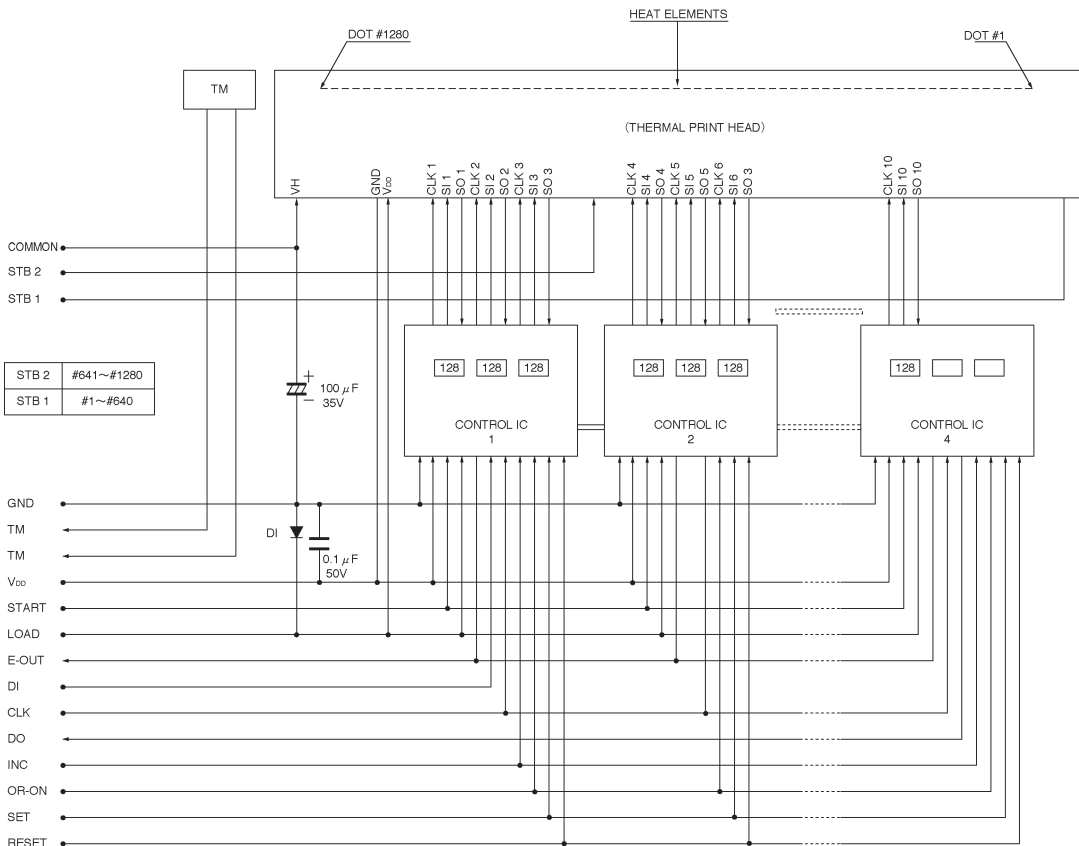 HEAT ELEMENTS
DOT #1280
DOT #1
TM
(THERMAL PRINT HEAD)
VH
GND
VDD
CLK 1
SI 1
SO 1
CLK 2
SI 2
SO 2
CLK 3
SI 3
SO 3
CLK 4
SI 4
SO 4
CLK 5
SI 5
SO 5
CLK 6
SI 6
SO 3
CLK 10
SI 10
SO 10
COMMON
STB 2
STB 1
STB 2 #641~#1280
STB 1 #1~#640
+
100 μF
−
35V
128 128 128
CONTROL IC
1
128 128 128
CONTROL IC
2
128
CONTROL IC
4
GND
TM
DI
TM
0.1 μF
50V
VDD
START
LOAD
E-OUT
DI
CLK
DO
INC
OR-ON
SET
RESET